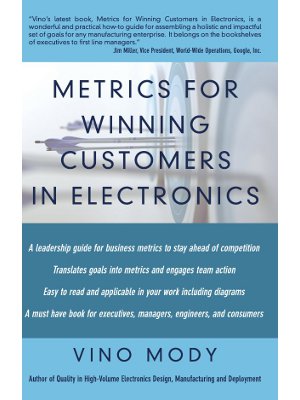 "Vino's latest book, Metrics for Winning Customers in Electronics, is
a wonderful and practical how-to guide for assembling a holistic and impactful
set of goals for any manufacturing enterprise. It belongs on the bookshelves
of executives to first line managers."
Jim Miller, Vice President, World-Wide Operations, Google, Inc.
METRICS FOR
WINNING
CUSTOMERS
IN ELECTRONICS
A leadership guide for business metrics to stay ahead of competition
Translates goals into metrics and engages team action
Easy to read and applicable in your work including diagrams
A must have book for executives, managers, engineers, and consumers
VINO MODY
Author of Quality in High-Volume Electronics Design, Manufacturing and Deployment